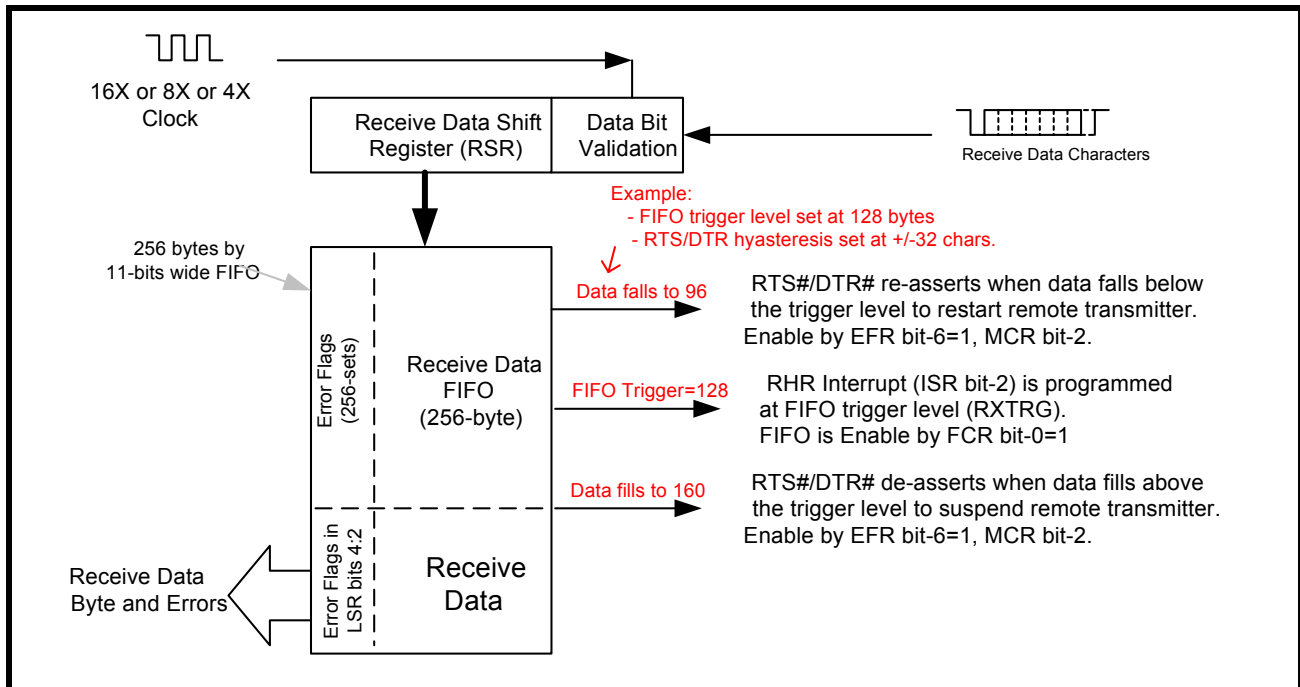 16X or 8X or 4X
Clock
Receive Data Shift
Register (RSR)
Data Bit
Validation
Receive Data Characters
Example:
- FIFO trigger level set at 128 bytes
- RTS/DTR hyasteresis set at +/-32 chars.
256 bytes by
11-bits wide FIFO
Error Flags
(256-sets)
Receive Data
FIFO
(256-byte)
Data falls to 96
RTS#/DTR# re-asserts when data falls below
the trigger level to restart remote transmitter.
Enable by EFR bit-6=1, MCR bit-2.
FIFO Trigger=128
RHR Interrupt (ISR bit-2) is programmed
at FIFO trigger level (RXTRG).
FIFO is Enable by FCR bit-0=1
Data fills to 160
RTS#/DTR# de-asserts when data fills above
the trigger level to suspend remote transmitter.
Enable by EFR bit-6=1, MCR bit-2.
Error Flags in
LSR bits 4:2
Receive
Data
Receive Data
Byte and Errors